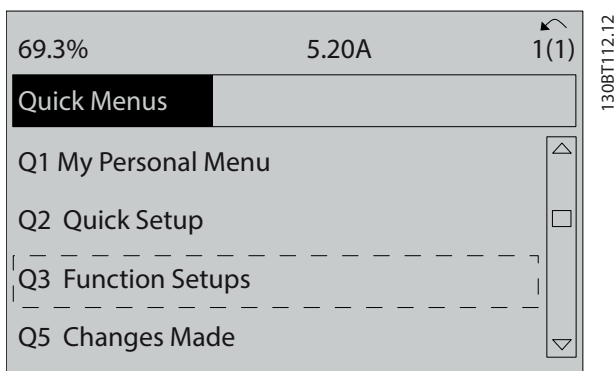 69.3% 5.20A 1(1)
Quick Menus
Q1 My Personal Menu
Q2 Quick Setup
Q3 Function Setups
Q5 Changes Made
130BT112.12